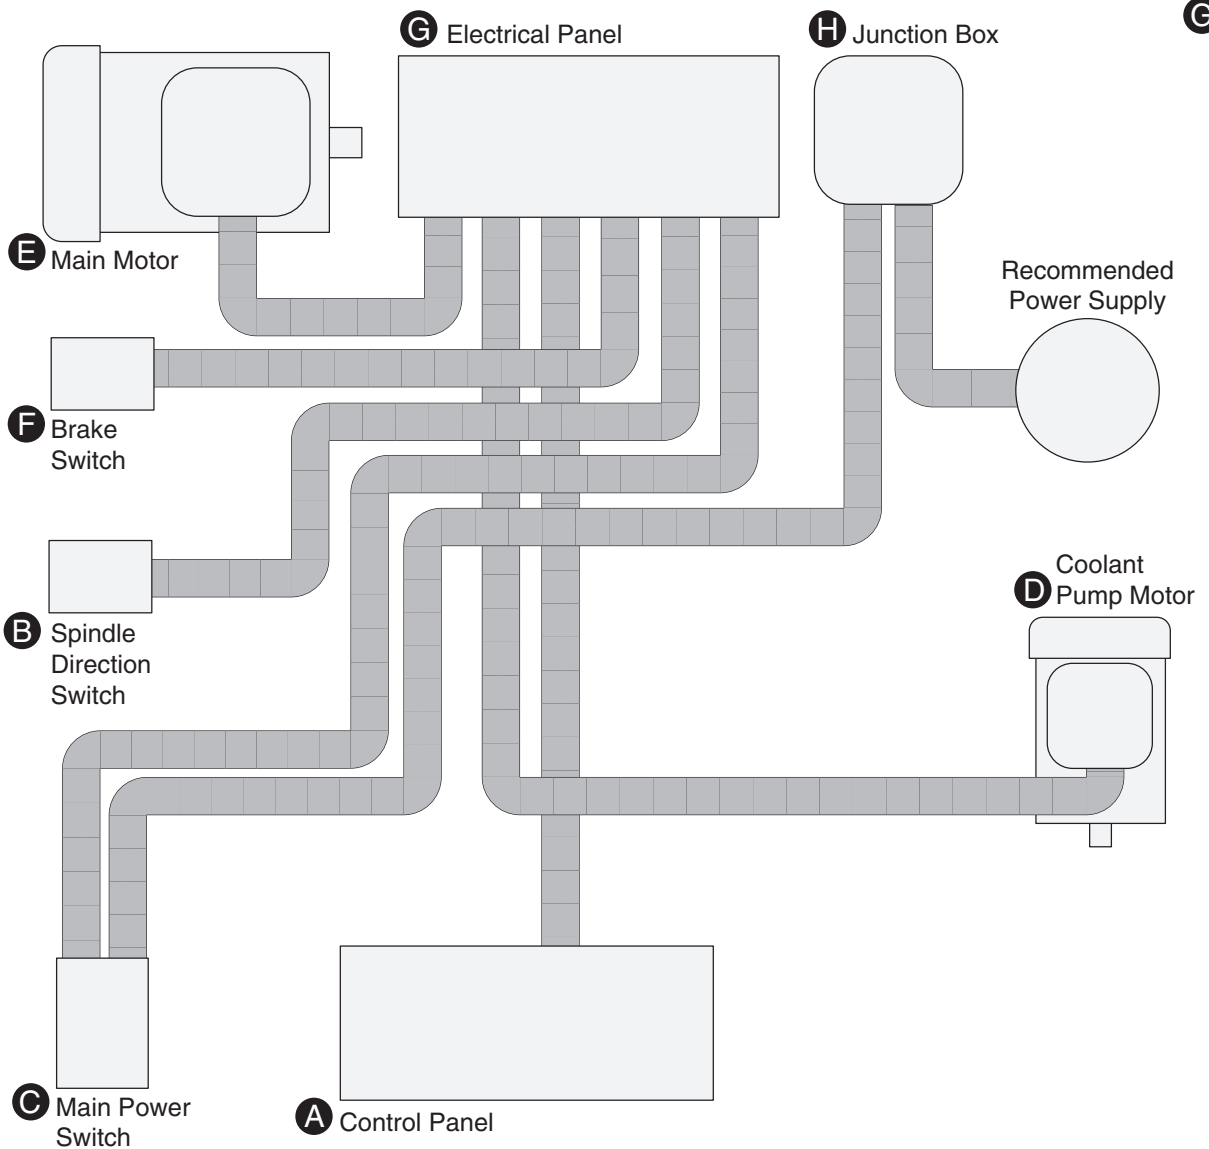 G Electrical Panel
H Junction Box
G
E Main Motor
Recommended
Power Supply
F Brake
Switch
D Coolant
Pump Motor
B Spindle
Direction
Switch
C Main Power
Switch
A Control Panel